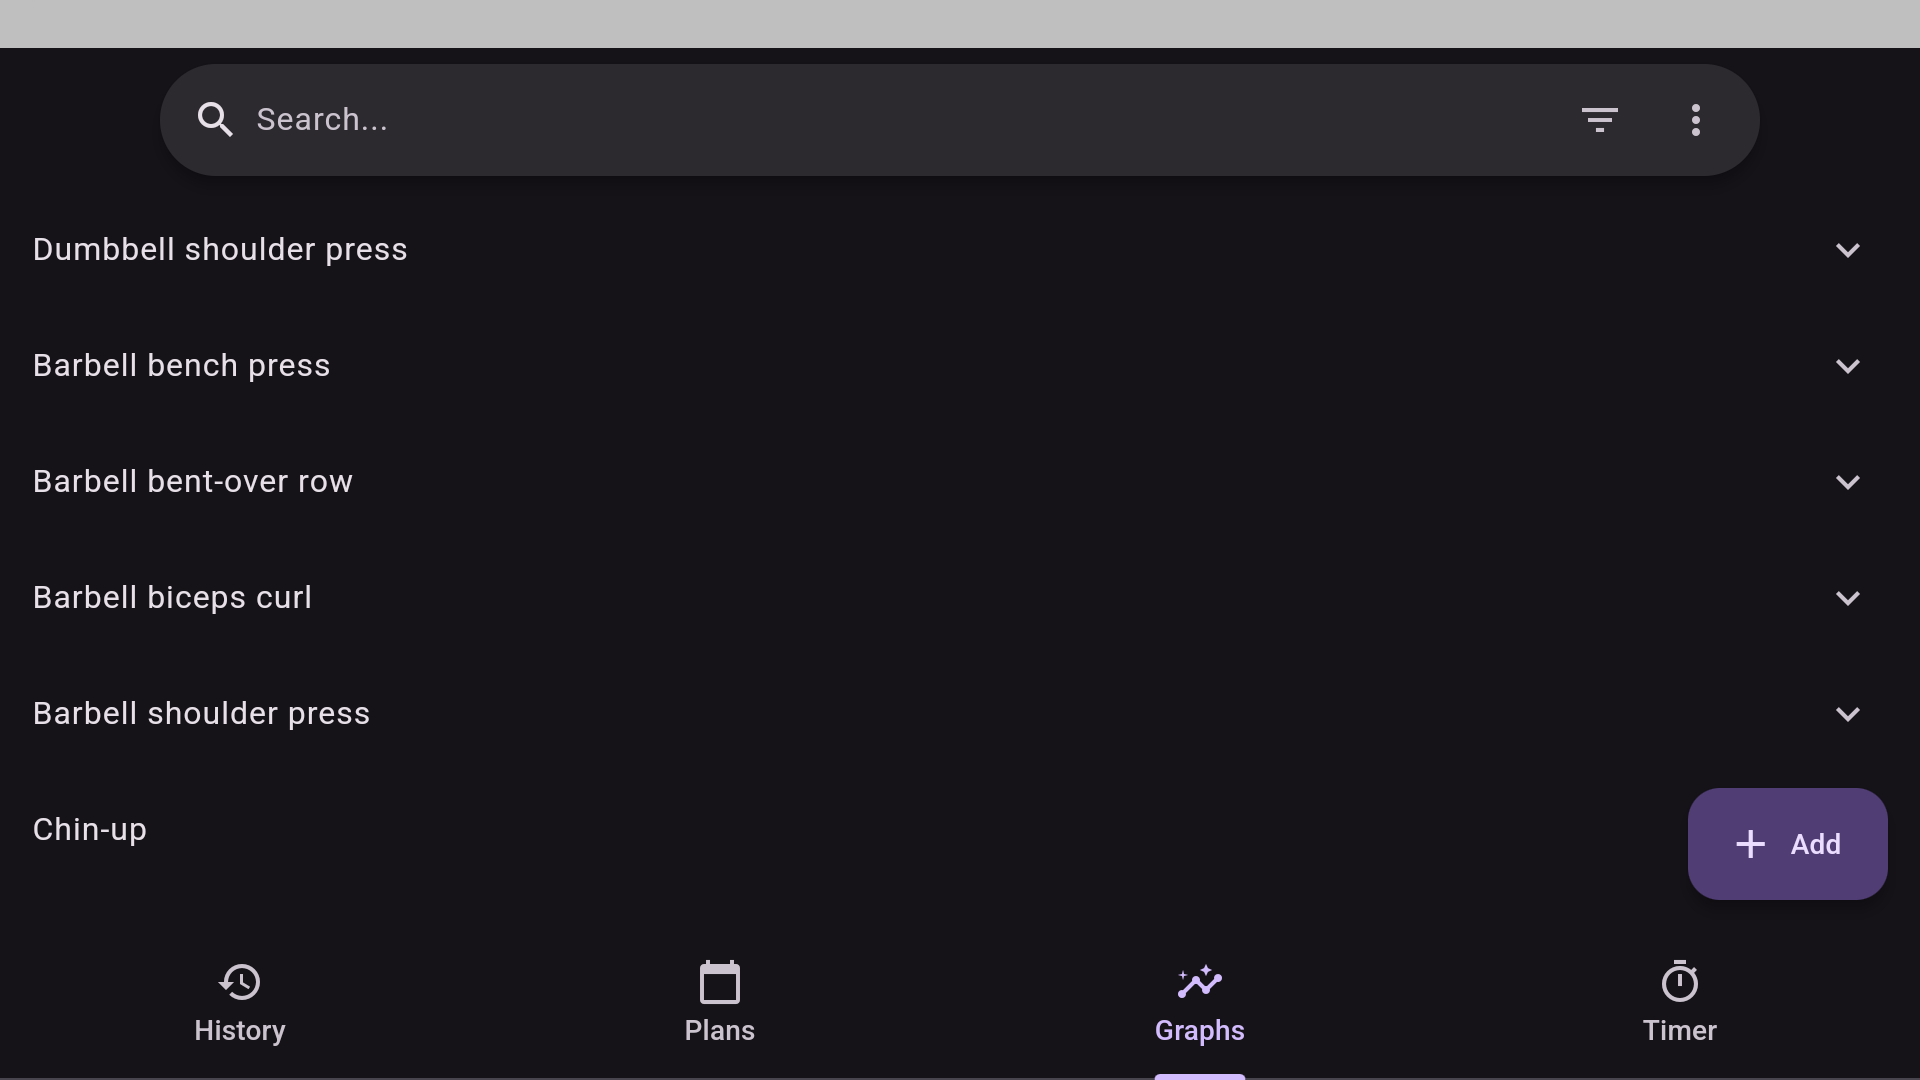 Search...
Dumbbell shoulder press
Barbell bench press
Barbell bent-over row
Barbell biceps curl
Barbell shoulder press
Chin-up
Add
History
Plans
Graphs
Timer